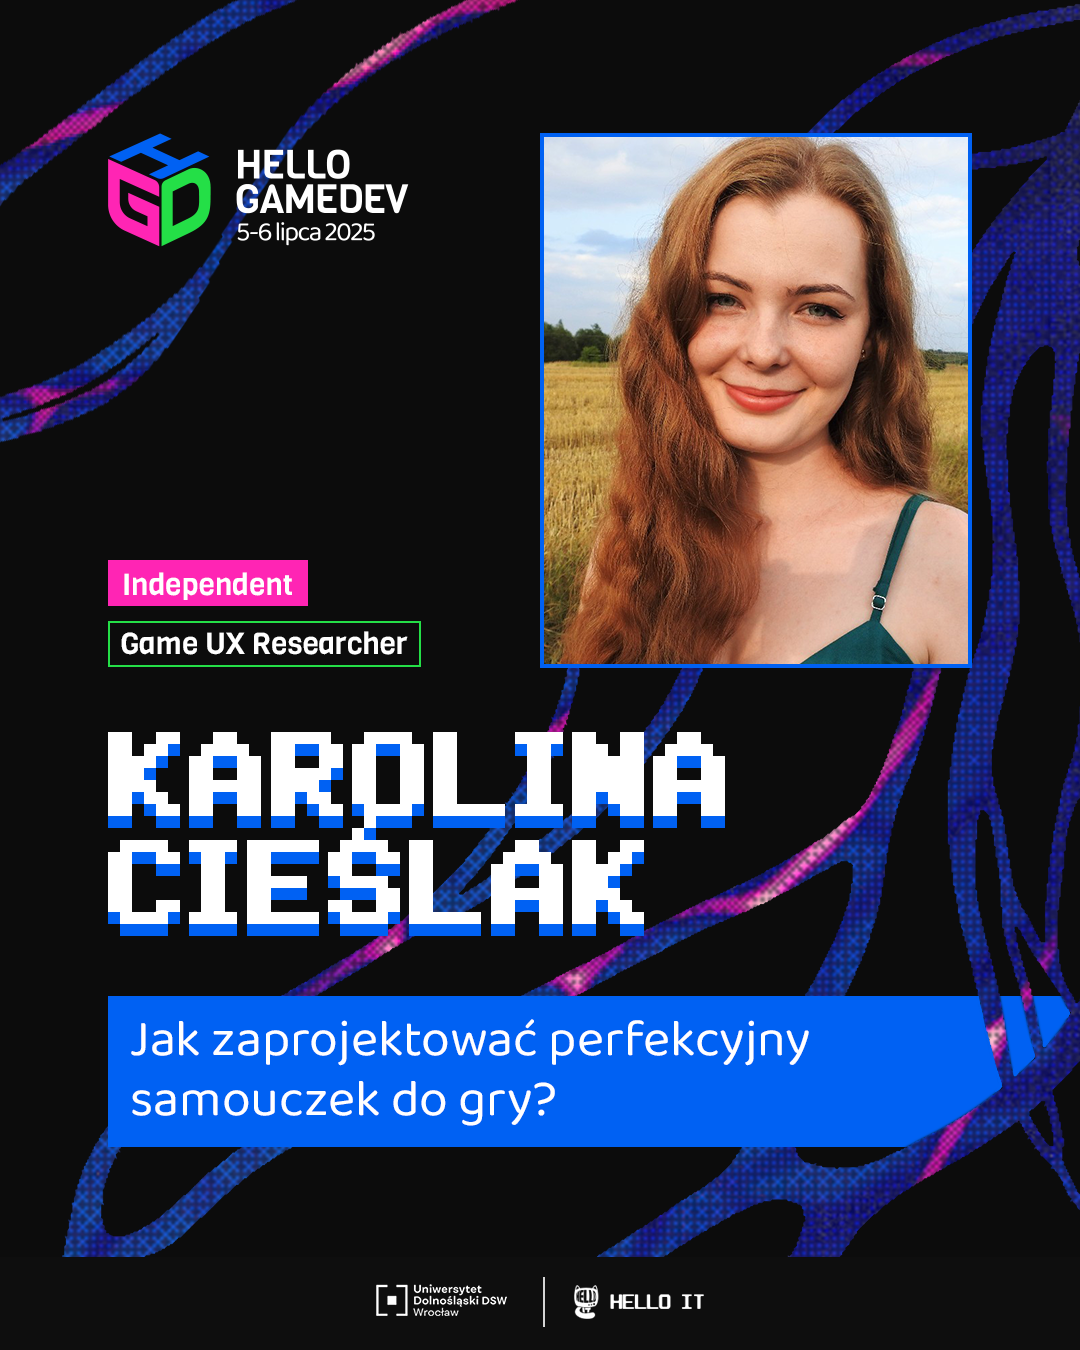 HELLO
GAMEDEV
5-6 lipca 2025
Independent
Game UX Researcher
KAROLINA
CIEŚLAK
Jak zaprojektować perfekcyjny
samouczek do gry?
Uniwersytet
Dolnośląski DSW
Wrocław
HELLO IT